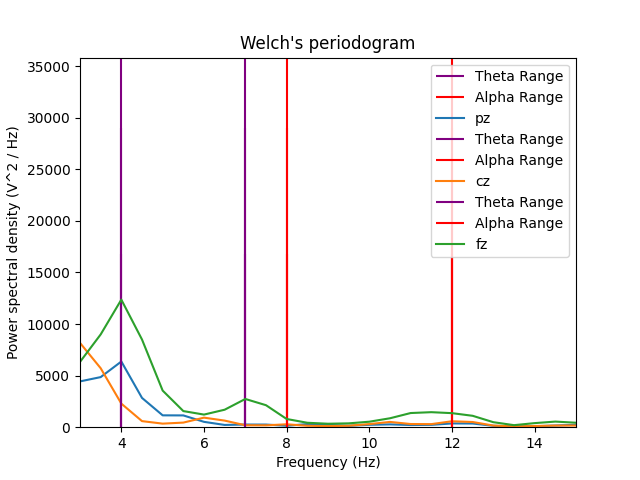 Welch's periodogram
Power spectral density (V^2 / Hz)
35000
30000
25000
20000
15000
10000
5000
0
Theta Range
Alpha Range
pz
Theta Range
Alpha Range
cz
Theta Range
Alpha Range
fz
4 6 8 10 12 14
Frequency (Hz)